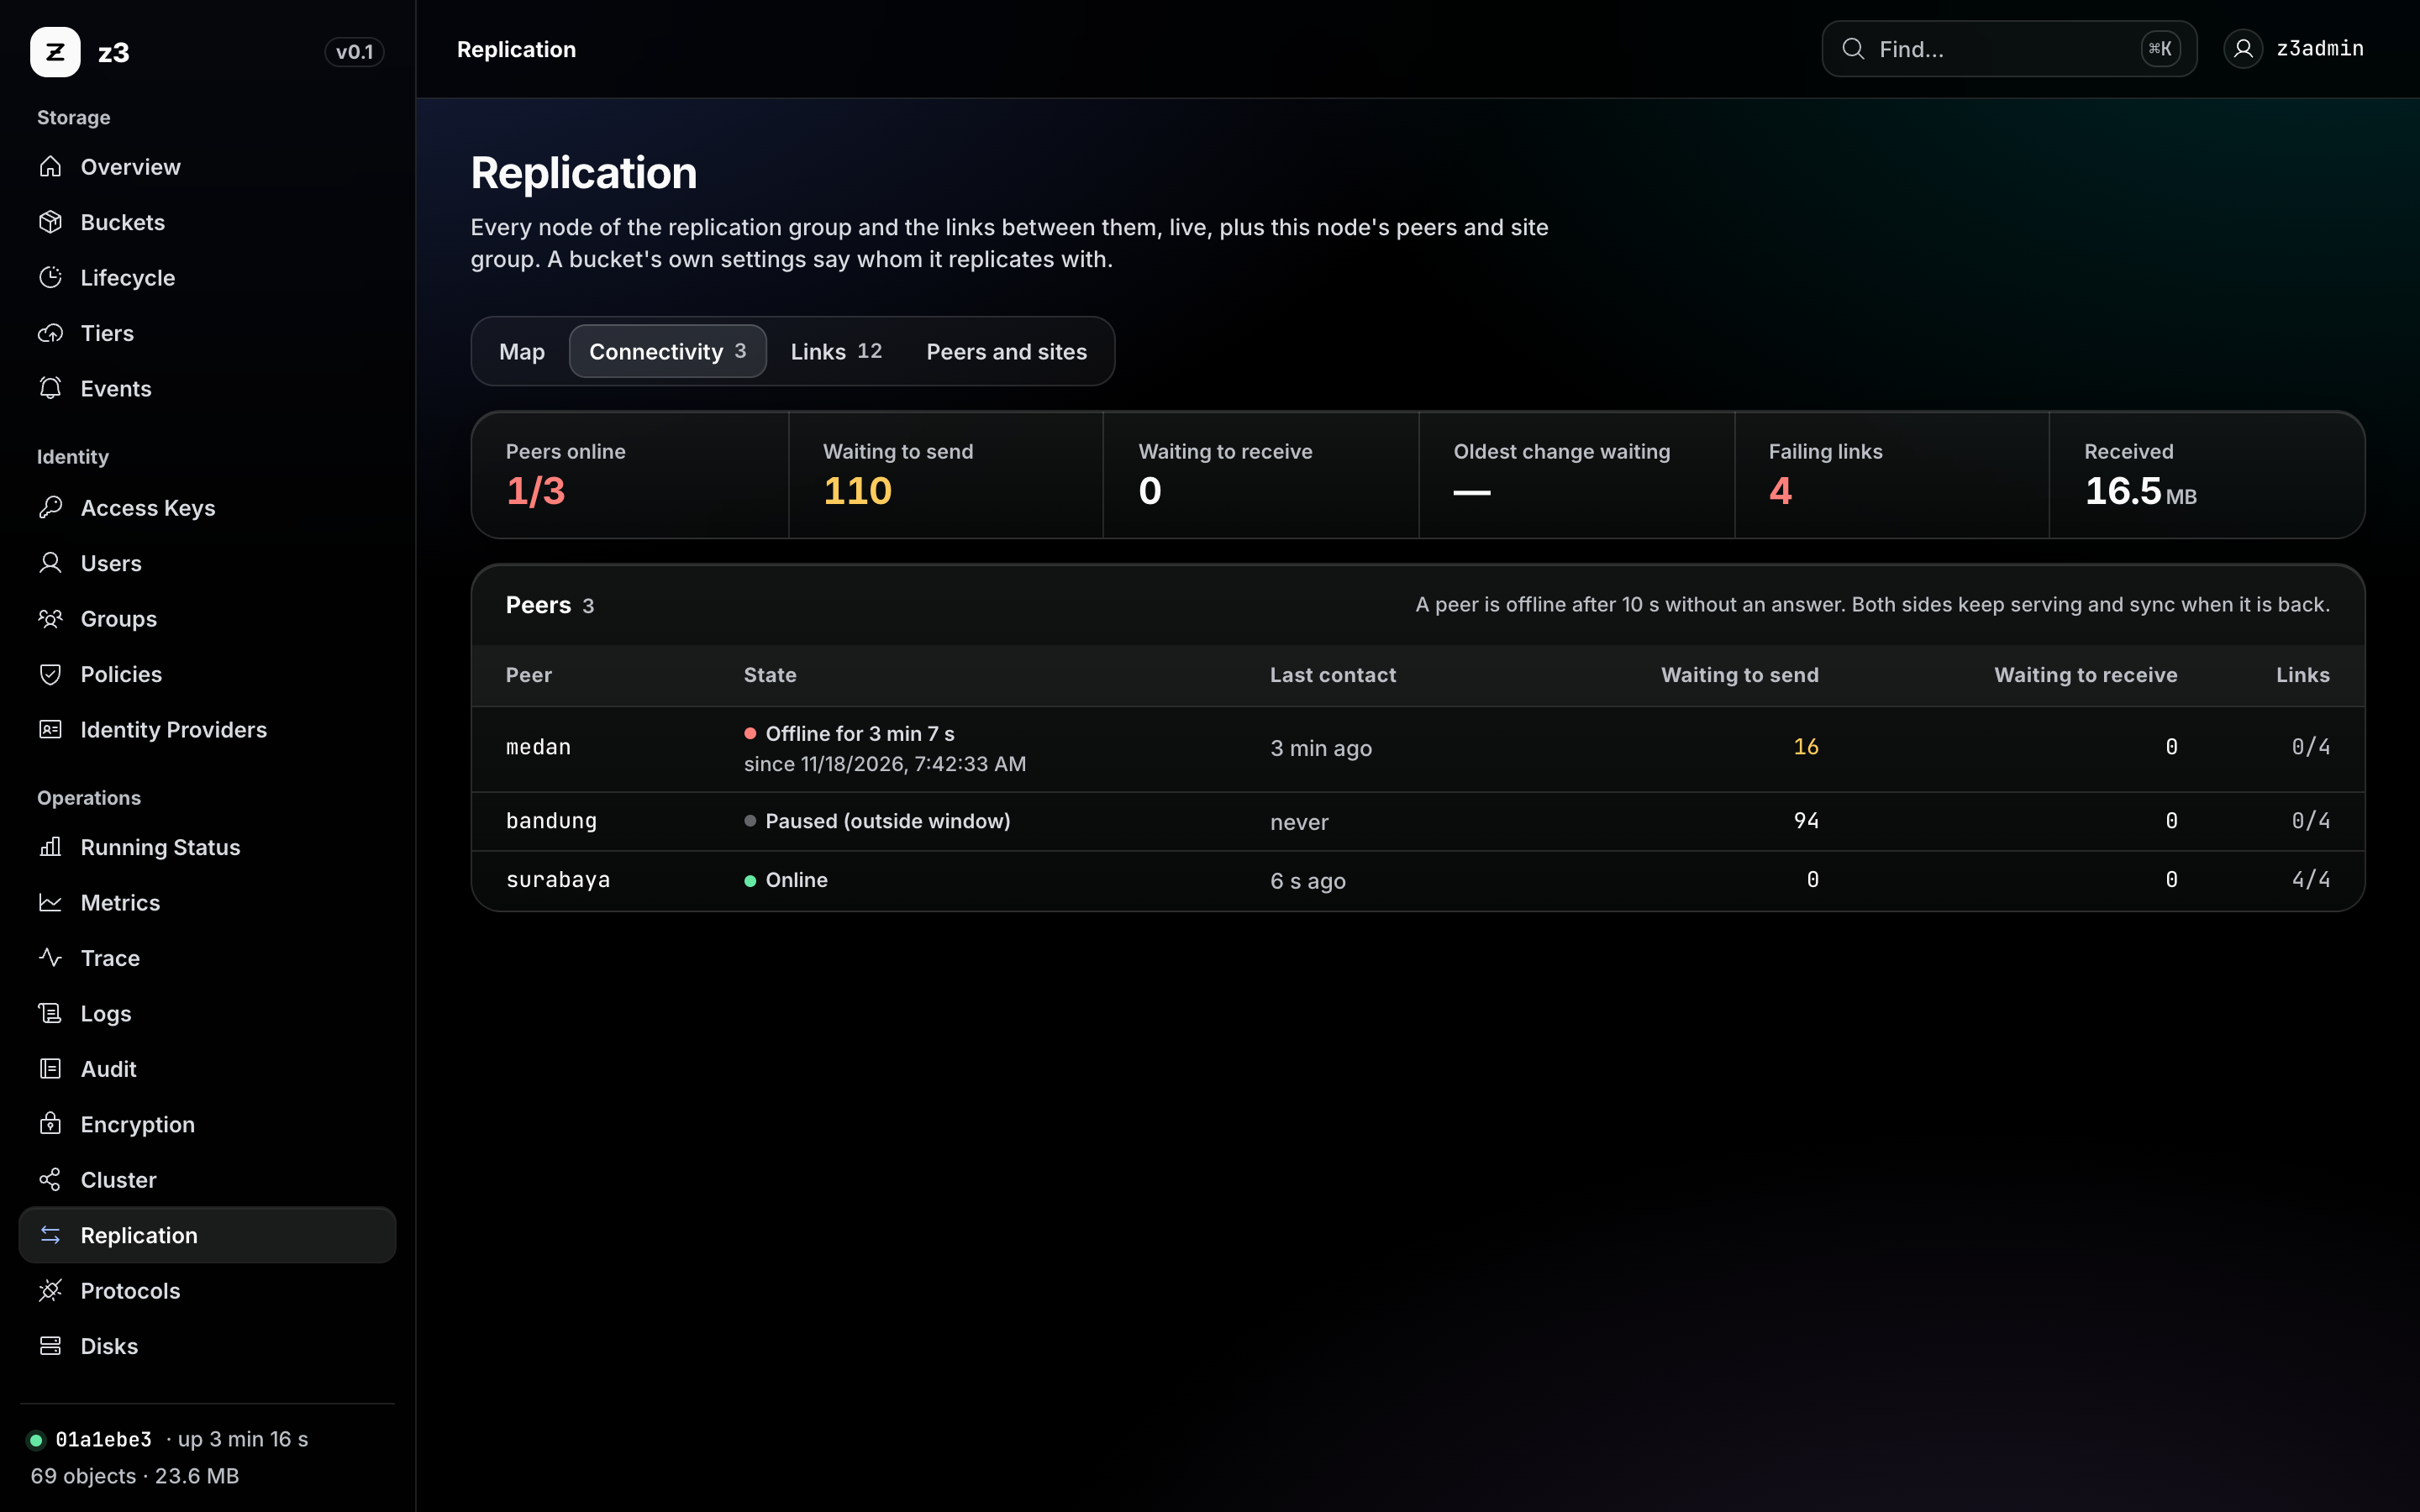 z3
v0.1
Storage
Overview
Buckets
Lifecycle
Tiers
Events
Identity
Access Keys
Users
Groups
Policies
Identity Providers
Operations
Running Status
Metrics
Trace
Logs
Audit
Encryption
Cluster
Replication
Protocols
Disks
01a1ebe3 · up 3 min 16 s
69 objects · 23.6 MB
Replication
Find...
⌘K
z3admin
Replication
Every node of the replication group and the links between them, live, plus this node's peers and site
group. A bucket's own settings say whom it replicates with.
Map
Connectivity 3
Links 12
Peers and sites
Peers online
1/3
Waiting to send
110
Waiting to receive
0
Oldest change waiting
—
Failing links
4
Received
16.5 MB
Peers 3
A peer is offline after 10 s without an answer. Both sides keep serving and sync when it is back.
Peer State Last contact Waiting to send Waiting to receive Links
medan Offline for 3 min 7 s 3 min ago 16 0 0/4
since 11/18/2026, 7:42:33 AM
bandung Paused (outside window) never 94 0 0/4
surabaya Online 6 s ago 0 0 4/4